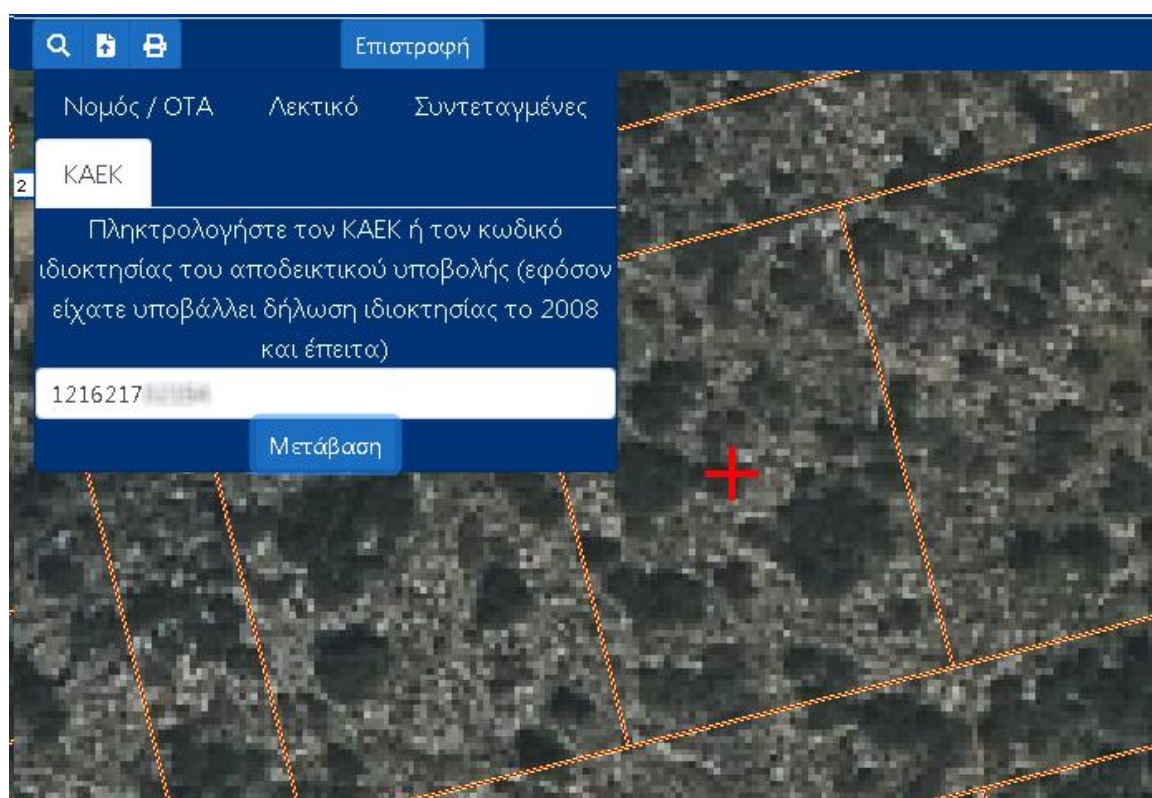 Επιστροφή
Νομός / ΟΤΑ Λεκτικό Συντεταγμένες
ΚΑΕΚ
2
Πληκτρολογήστε τον ΚΑΕΚ ή τον κωδικό
ιδιοκτησίας του αποδεικτικού υποβολής (εφόσον
είχατε υποβάλλει δήλωση ιδιοκτησίας το 2008
και έπειτα)
1216217
Μετάβαση